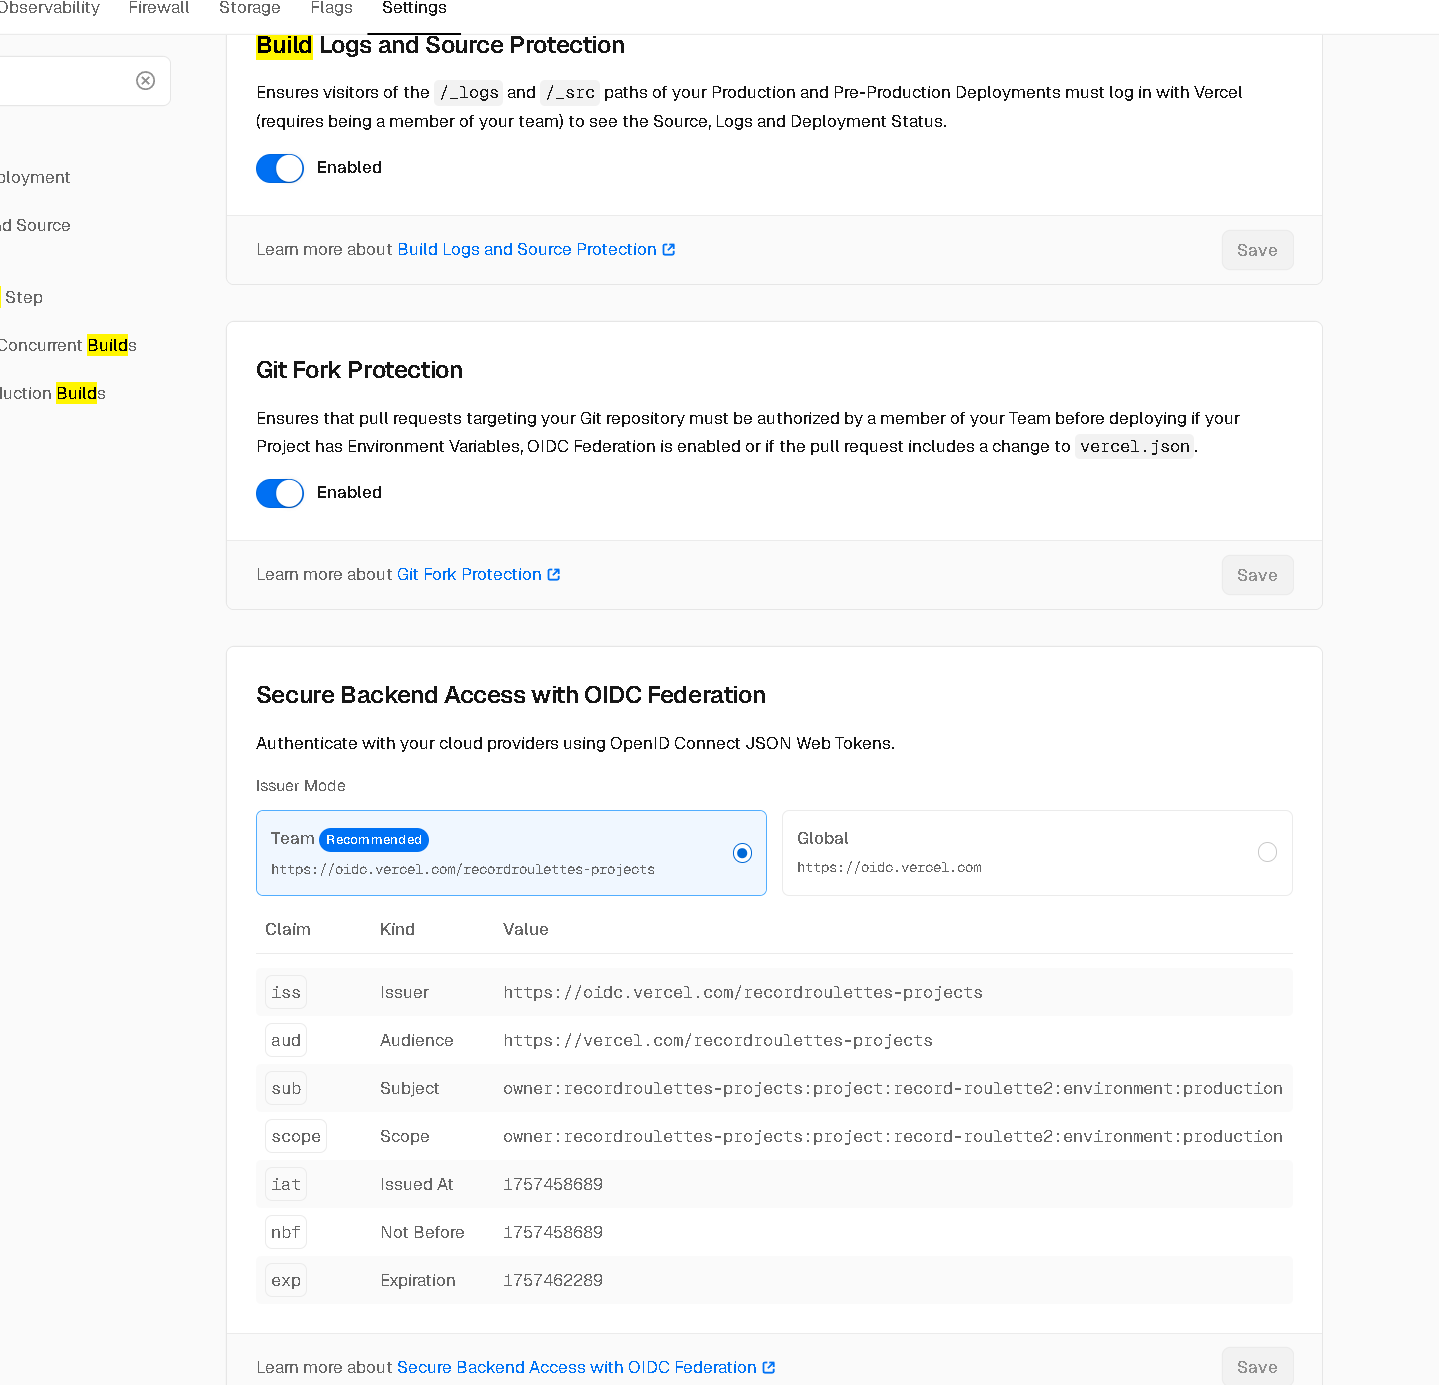 Observability Firewall Storage Flags Settings
Build Logs and Source Protection
Ensures visitors of the /_logs and /_src paths of your Production and Pre-Production Deployments must log in with Vercel
(requires being a member of your team) to see the Source, Logs and Deployment Status.
Enabled
Learn more about Build Logs and Source Protection
Save
ployment
nd Source
Step
Concurrent Builds
duction Builds
Git Fork Protection
Ensures that pull requests targeting your Git repository must be authorized by a member of your Team before deploying if your
Project has Environment Variables, OIDC Federation is enabled or if the pull request includes a change to vercel.json.
Enabled
Learn more about Git Fork Protection
Save
Secure Backend Access with OIDC Federation
Authenticate with your cloud providers using OpenID Connect JSON Web Tokens.
Issuer Mode
Team Recommended
https://oidc.vercel.com/recordroulettes-projects
Global
https://oidc.vercel.com
Claim Kind Value
iss Issuer https://oidc.vercel.com/recordroulettes-projects
aud Audience https://vercel.com/recordroulettes-projects
sub Subject owner:recordroulettes-projects:project:record-roulette2:environment:production
scope Scope owner:recordroulettes-projects:project:record-roulette2:environment:production
iat Issued At 1757458689
nbf Not Before 1757458689
exp Expiration 1757462289
Learn more about Secure Backend Access with OIDC Federation
Save